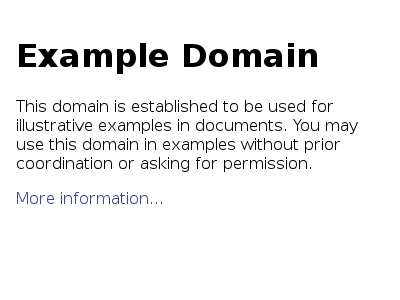 Example Domain
This domain is established to be used for
illustrative examples in documents. You may
use this domain in examples without prior
coordination or asking for permission.
More information...